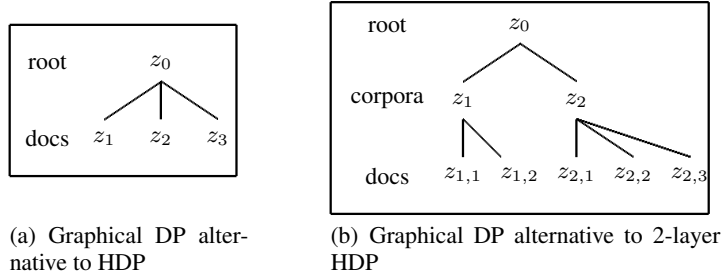 root z₀
docs z₁ z₂ z₃
(a) Graphical DP alter-
native to HDP
root z₀
corpora z₁ z₂
docs z₁,₁ z₁,₂ z₂,₁ z₂,₂ z₂,₃
(b) Graphical DP alternative to 2-layer
HDP